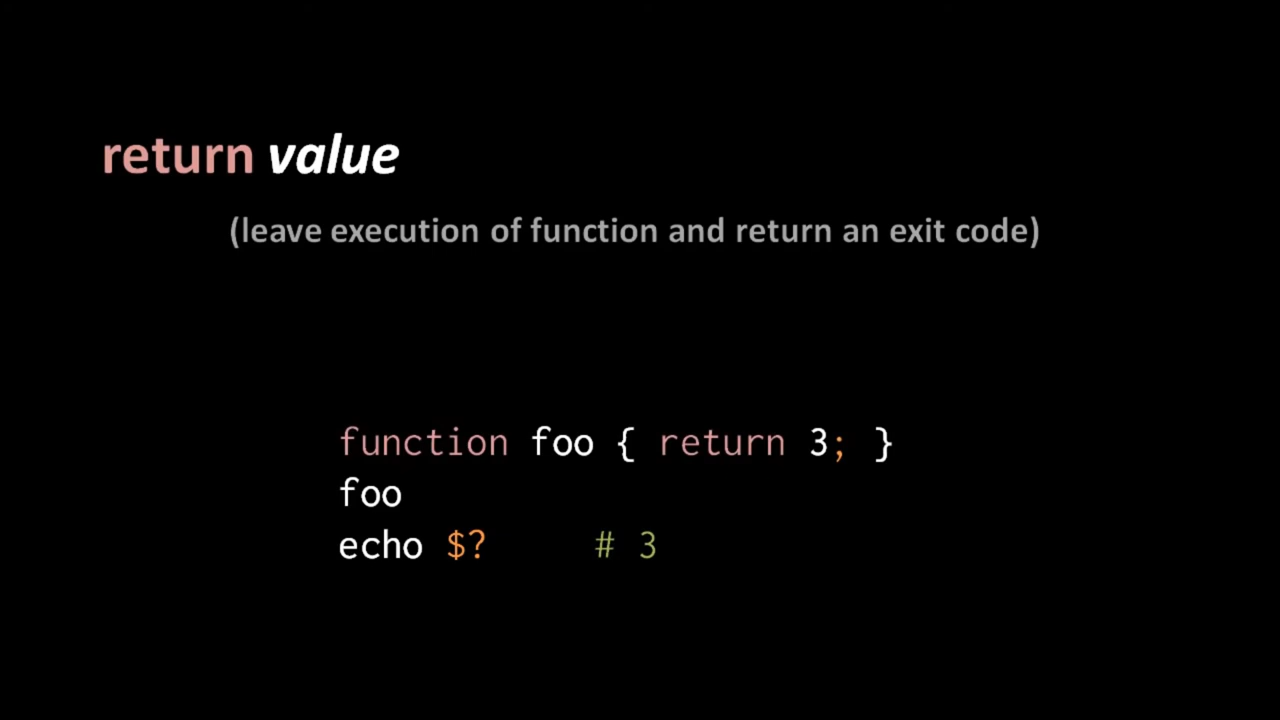 return value
(leave execution of function and return an exit code)
function foo { return 3; }
foo
echo $? # 3